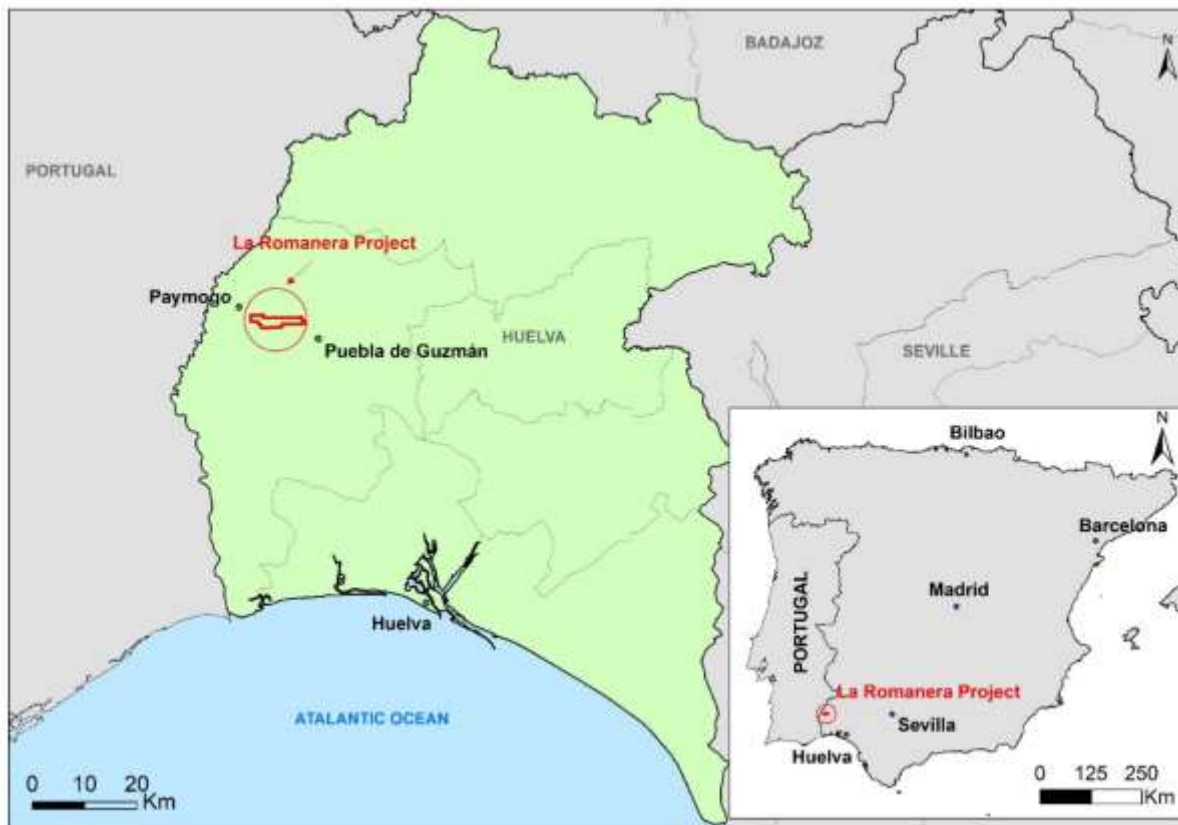 BADAJOZ
N
PORTUGAL
La Romanera Project
Paymogo
Puebla de Guzmán
HUELVA
SEVILLE
Huelva
ATALANTIC OCEAN
0 10 20
Km
N
Bilbao
Barcelona
Madrid
PORTUGAL
La Romanera Project
Sevilla
Huelva
0 125 250
Km